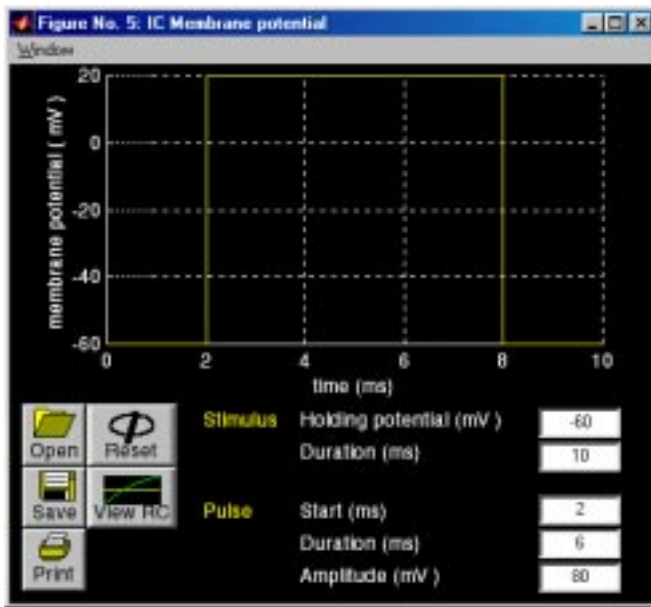 Figure No. 5: IC Membrane potential
Window
membrane potential ( mV )
20
0
-20
-40
-60
0 2 4 6 8 10
time (ms)
Open Reset
Save View RC
Print
Stimulus Holding potential (mV ) -60
Duration (ms) 10
Pulse Start (ms) 2
Duration (ms) 6
Amplitude (mV ) 80